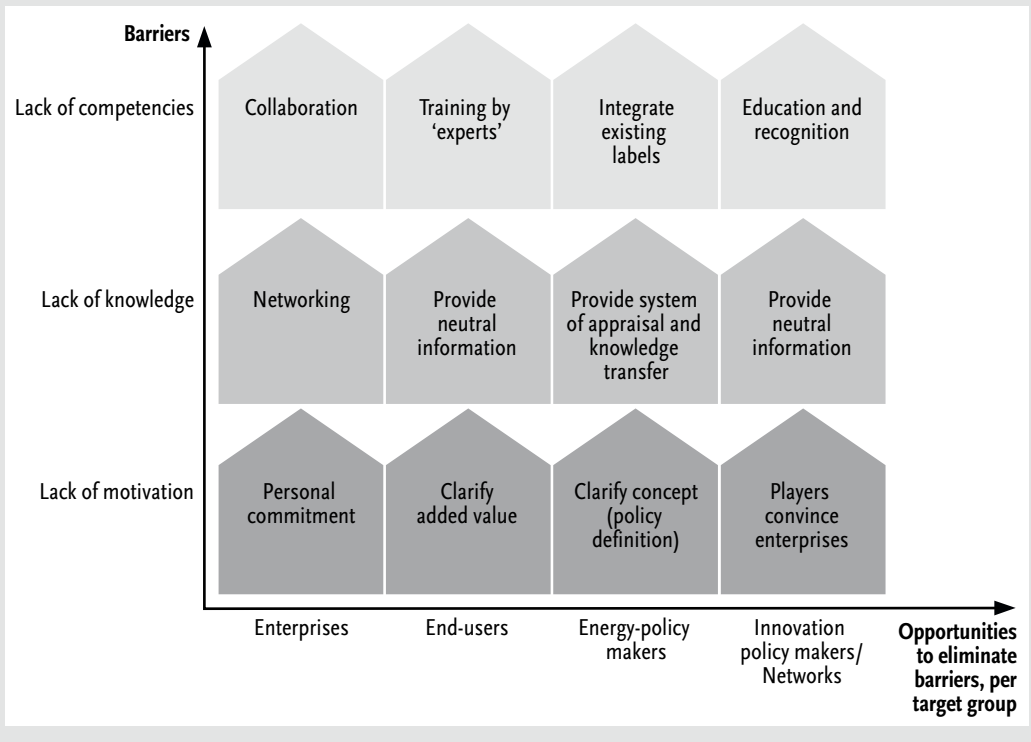 Barriers
Lack of competencies
Collaboration
Training by
‘experts’
Integrate
existing
labels
Education and
recognition
Lack of knowledge
Networking
Provide
neutral
information
Provide system
of appraisal and
knowledge
transfer
Provide
neutral
information
Lack of motivation
Personal
commitment
Clarify
added value
Clarify concept
(policy
definition)
Players
convince
enterprises
Enterprises
End-users
Energy-policy
makers
Innovation
policy makers/
Networks
Opportunities
to eliminate
barriers, per
target group